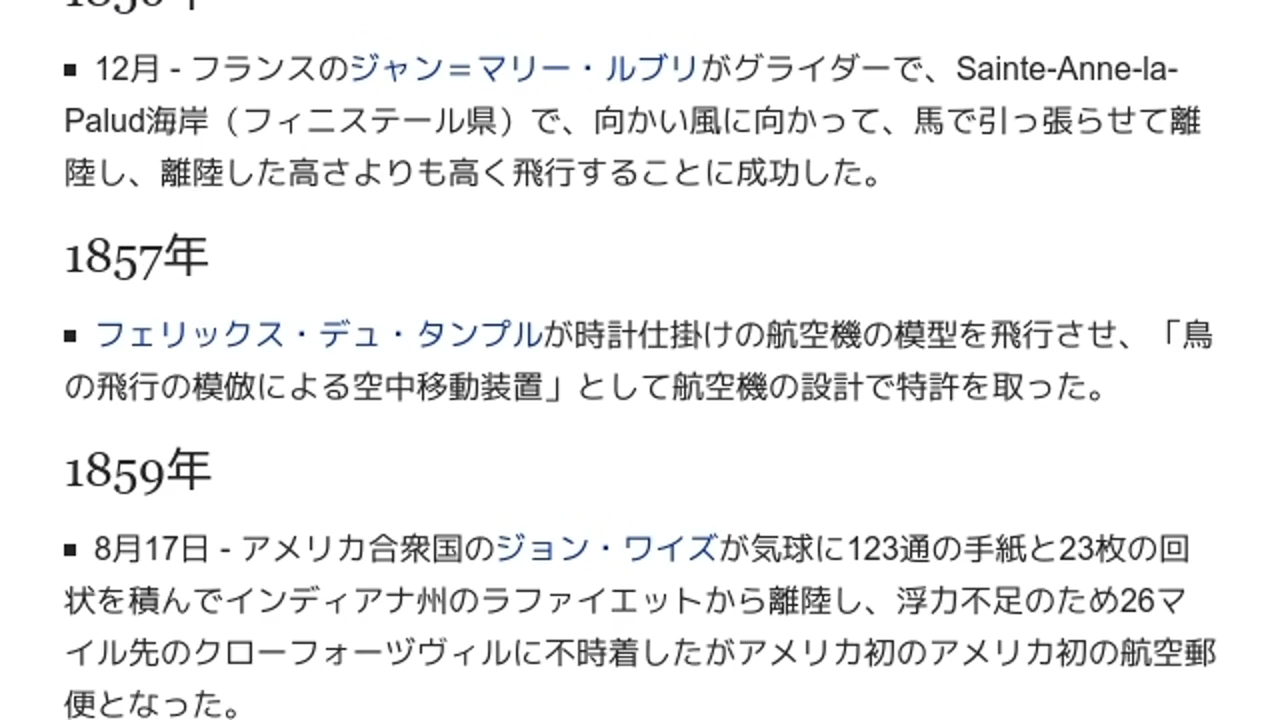 ■ 12月 - フランスのジャン＝マリー・ルブリがグライダーで、Sainte-Anne-la-
Palud海岸（フィニステール県）で、向かい風に向かって、馬で引っ張らせて離
陸し、離陸した高さよりも高く飛行することに成功した。
1857年
■ フェリックス・デュ・タンプルが時計仕掛けの航空機の模型を飛行させ、「鳥
の飛行の模倣による空中移動装置」として航空機の設計で特許を取った。
1859年
■ 8月17日 - アメリカ合衆国のジョン・ワイズが気球に123通の手紙と23枚の回
状を積んでインディアナ州のラファイエットから離陸し、浮力不足のため26マ
イル先のクローフォーヅヴィルに不時着したがアメリカ初のアメリカ初の航空郵
便となった。